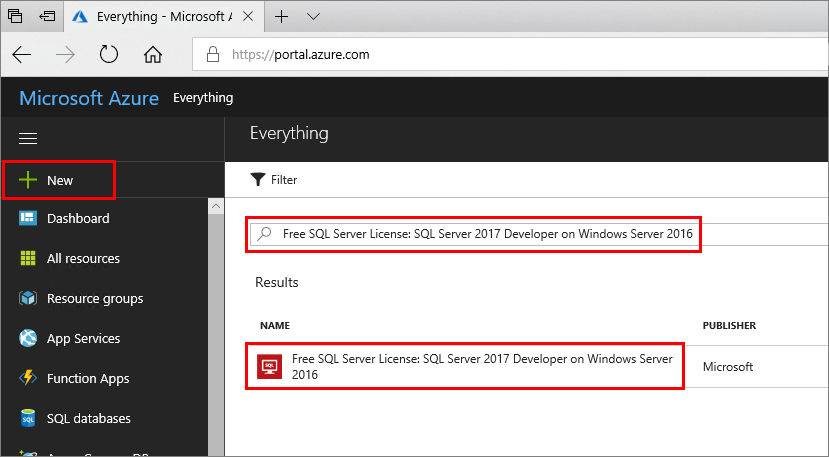 Everything - Microsoft A
https://portal.azure.com
Microsoft Azure Everything
Everything
New
Filter
Dashboard
Free SQL Server License: SQL Server 2017 Developer on Windows Server 2016
All resources
Results
Resource groups
NAME PUBLISHER
App Services
Free SQL Server License: SQL Server 2017 Developer on Windows Server
2016
SQL
Microsoft
Function Apps
SQL databases
SQL